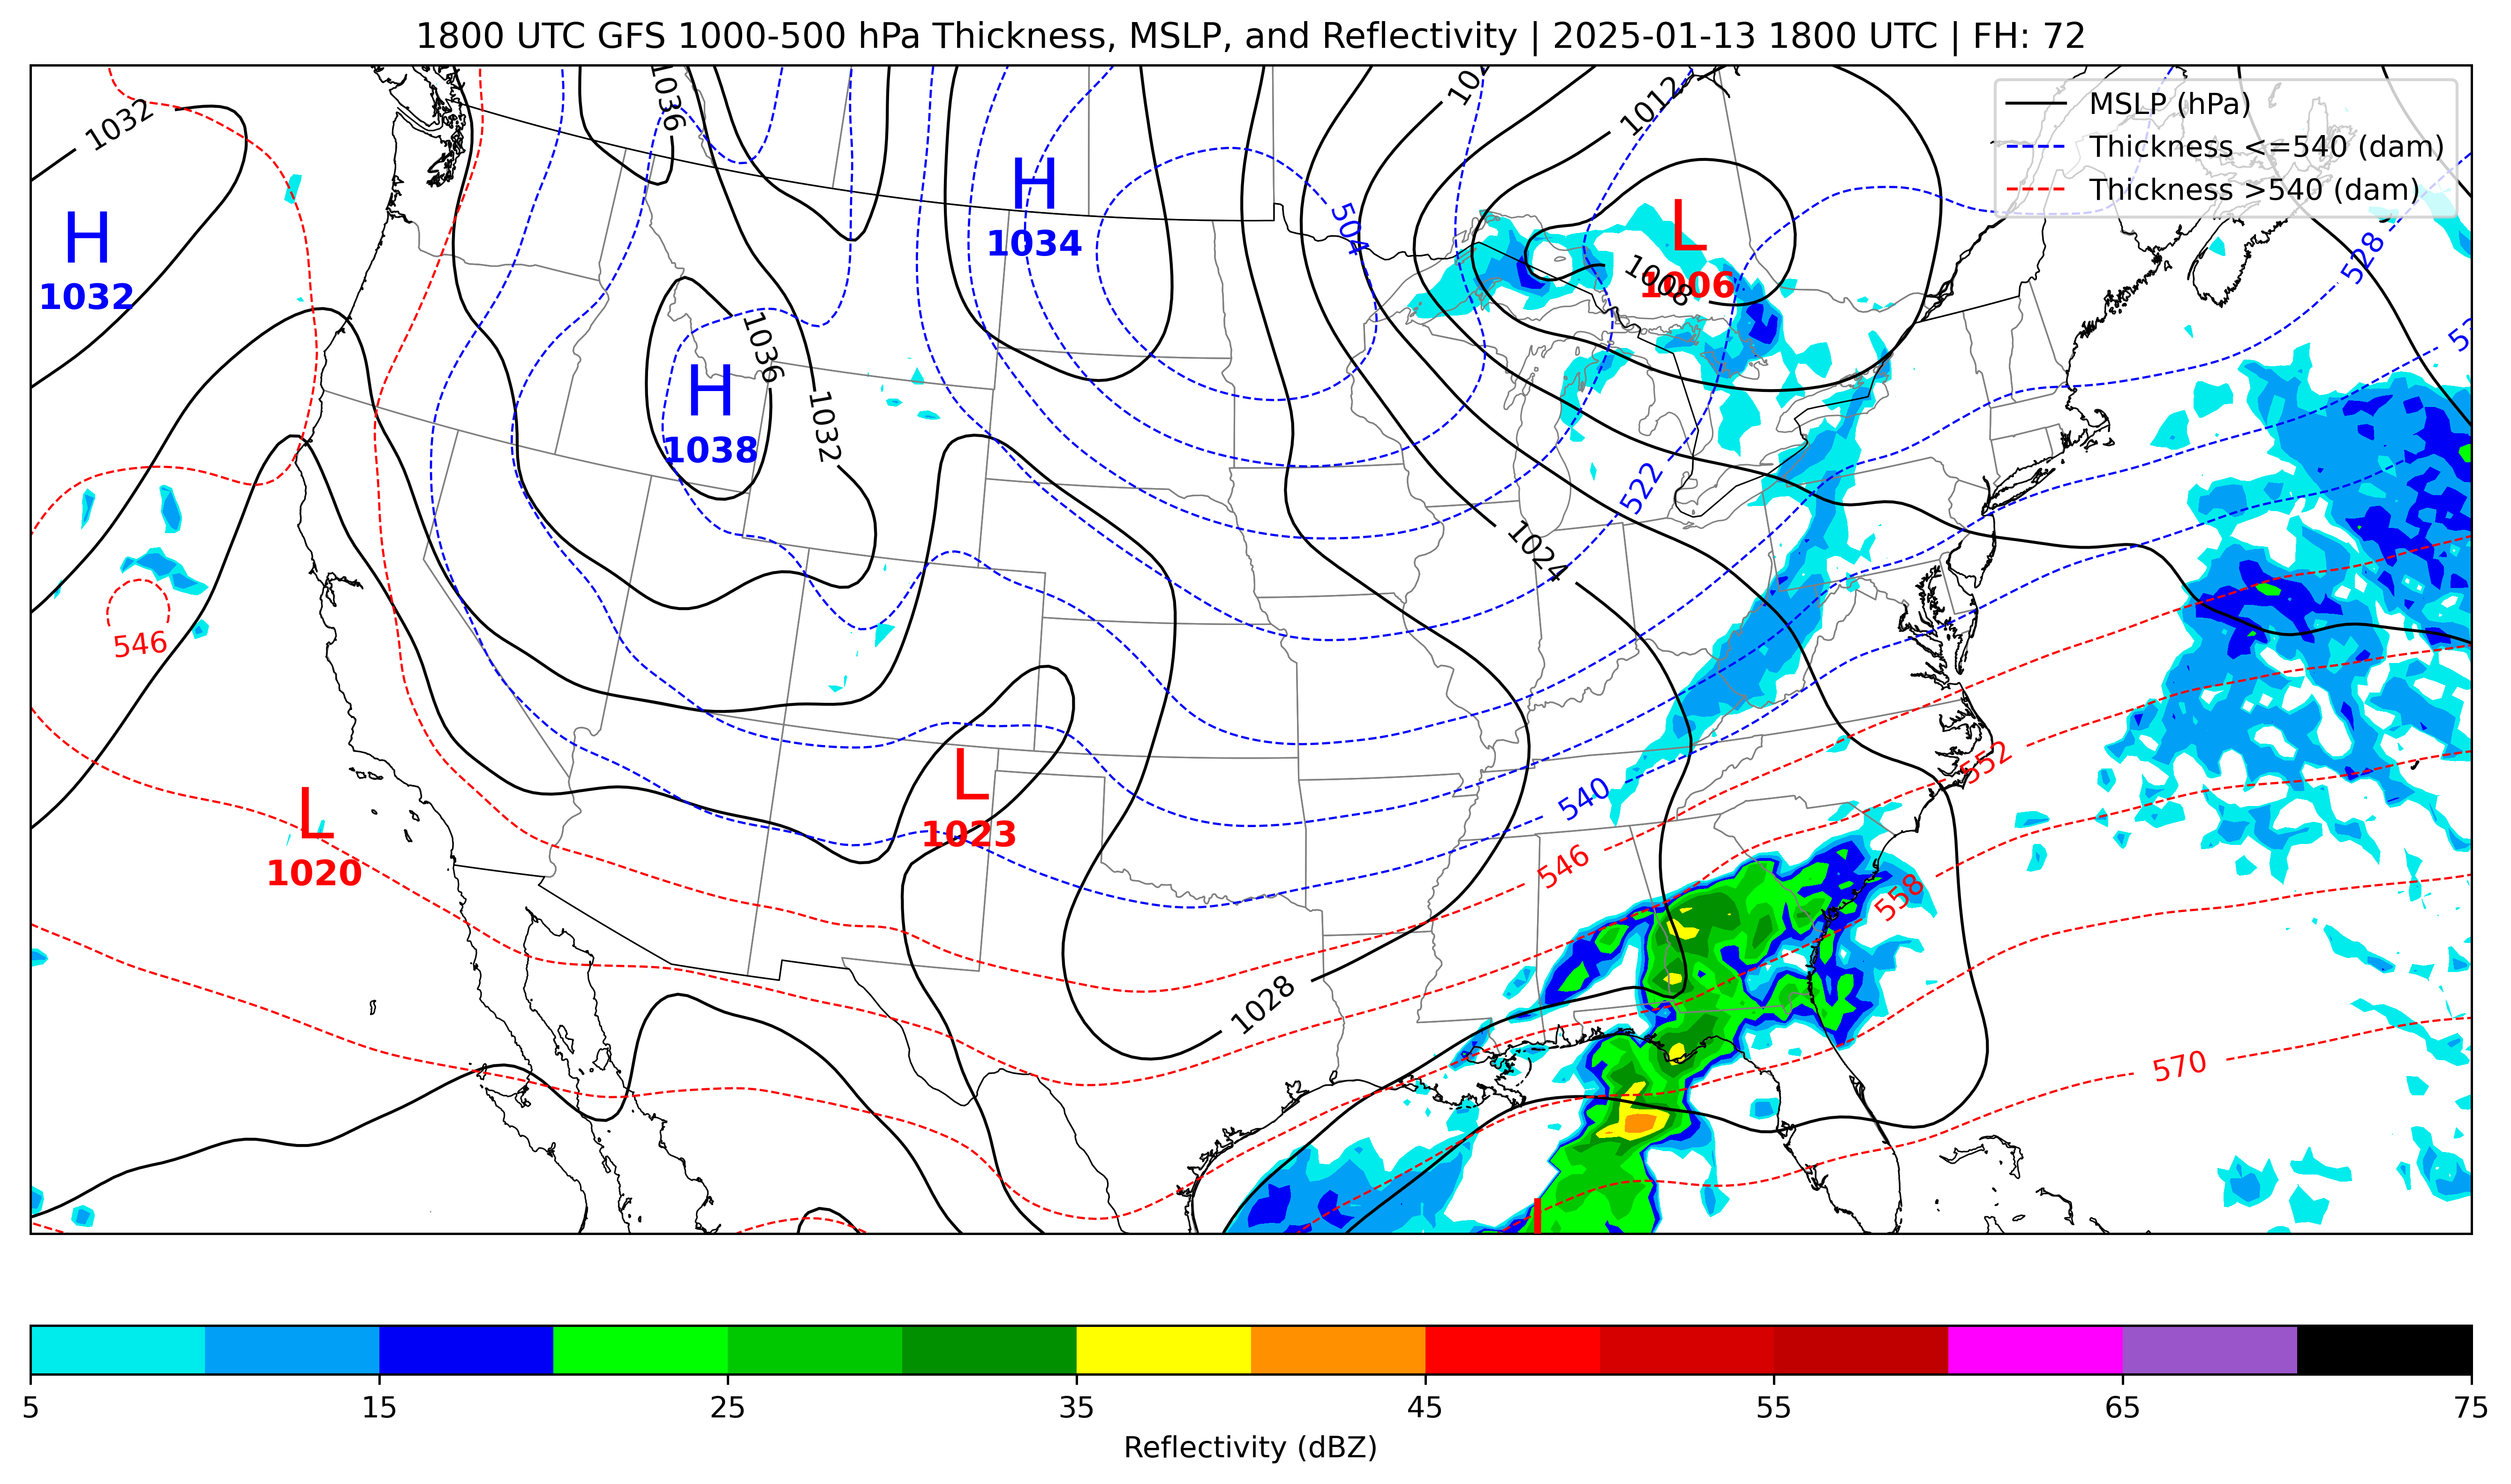 1800 UTC GFS 1000-500 hPa Thickness, MSLP, and Reflectivity | 2025-01-13 1800 UTC | FH: 72
MSLP (hPa)
Thickness <=540 (dam)
Thickness >540 (dam)
1032
1036
1012
H
1032
H
1034
504
L
1006
1008
528
1036
H
1038
1032
522
1024
546
540
552
L
1023
L
1020
546
558
1028
570
5 15 25 35 45 55 65 75
Reflectivity (dBZ)